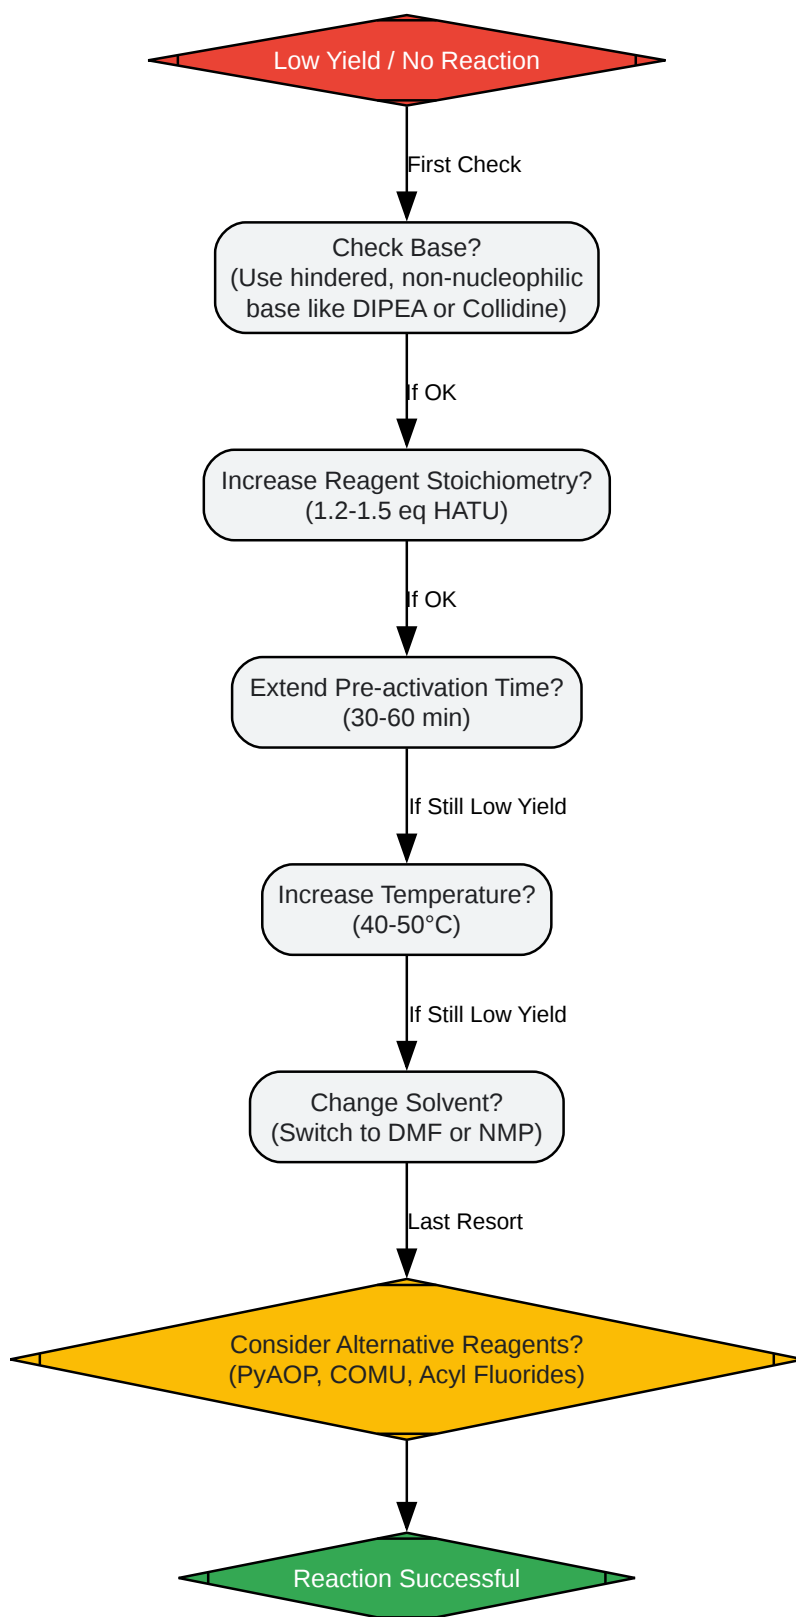 Low Yield / No Reaction
First Check
Check Base?
(Use hindered, non-nucleophilic
base like DIPEA or Collidine)
If OK
Increase Reagent Stoichiometry?
(1.2-1.5 eq HATU)
If OK
Extend Pre-activation Time?
(30-60 min)
If Still Low Yield
Increase Temperature?
(40-50°C)
If Still Low Yield
Change Solvent?
(Switch to DMF or NMP)
Last Resort
Consider Alternative Reagents?
(PyAOP, COMU, Acyl Fluorides)
Reaction Successful